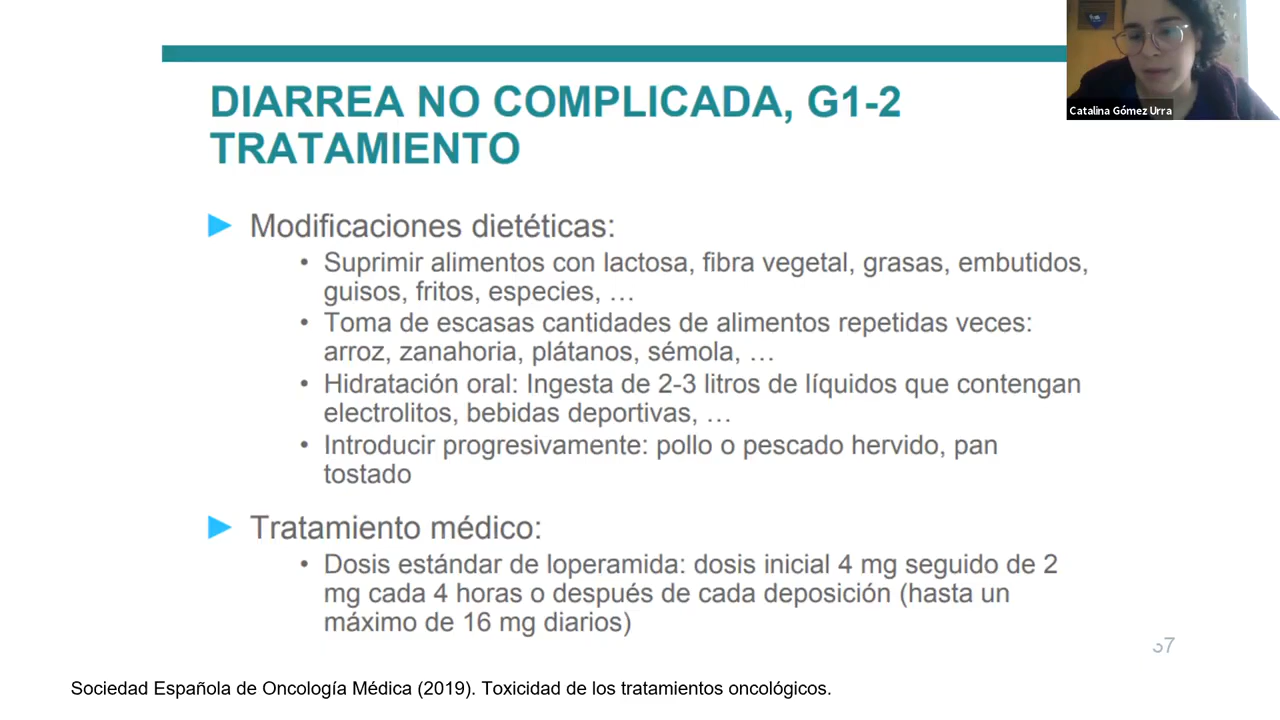 DIARREA NO COMPLICADA, G1-2
TRATAMIENTO
Modificaciones dietéticas:
• Suprimir alimentos con lactosa, fibra vegetal, grasas, embutidos,
guisos, fritos, especies, …
• Toma de escasas cantidades de alimentos repetidas veces:
arroz, zanahoria, plátanos, sémola, …
• Hidratación oral: Ingesta de 2-3 litros de líquidos que contengan
electrolitos, bebidas deportivas, …
• Introducir progresivamente: pollo o pescado hervido, pan
tostado
Tratamiento médico:
• Dosis estándar de loperamida: dosis inicial 4 mg seguido de 2
mg cada 4 horas o después de cada deposición (hasta un
máximo de 16 mg diarios)
Sociedad Española de Oncología Médica (2019). Toxicidad de los tratamientos oncológicos.
Catalina Gómez Urra